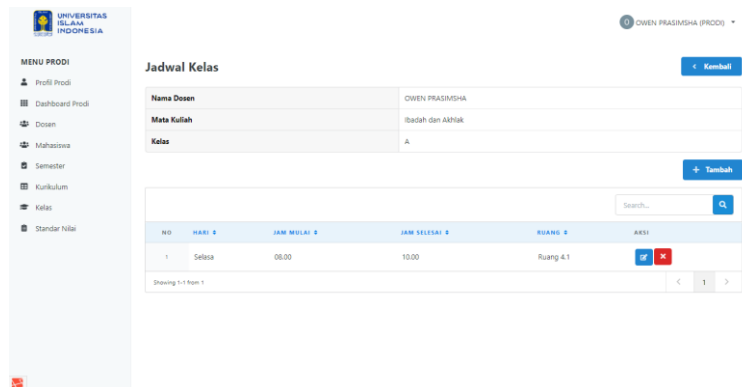 UNIVERSITAS
ISLAM
INDONESIA
O OWEN PRASIMSHA (PRODI)
MENU PRODI
Profil Prodi
Dashboard Prodi
Dosen
Mahasiswa
Semester
Kurikulum
Kelas
Standar Nilai
Jadwal Kelas
< Kembali
Nama Dosen OWEN PRASIMSHA
Mata Kuliah Ibadah dan Akhlak
Kelas A
+ Tambah
Search...
NO HARI JAM MULAI JAM SELESAI RUANG AKSI
1 Selasa 08.00 10.00 Ruang 4.1
Showing 1-1 from 1
< 1 >